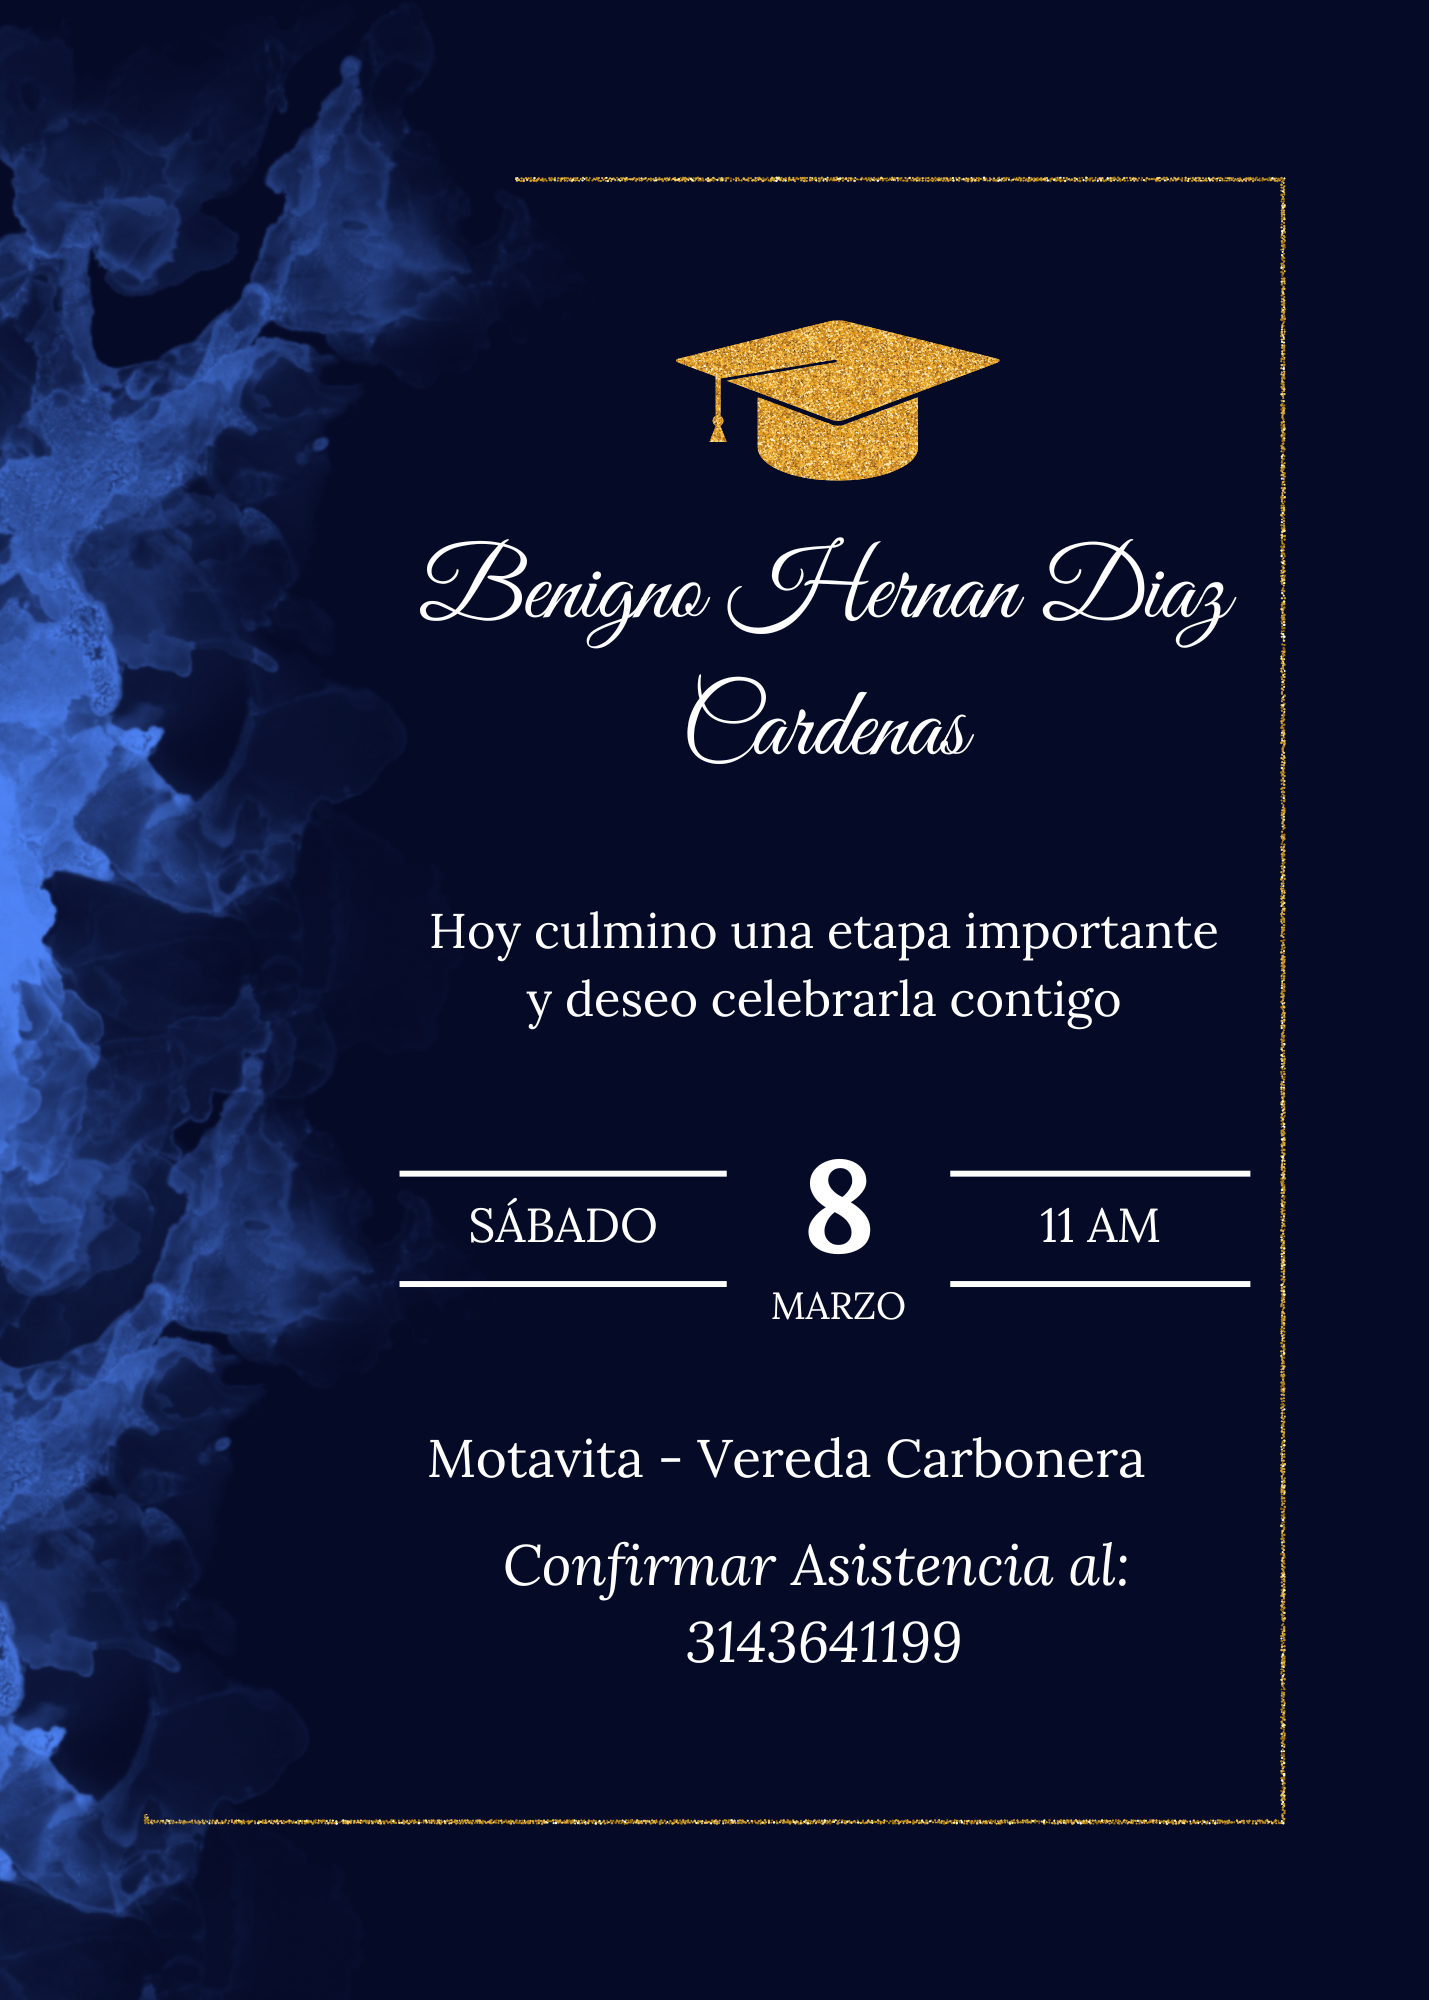 Benigno Hernan Diaz
Cardenas
Hoy culmino una etapa importante
y deseo celebrarla contigo
SÁBADO
8
MARZO
11 AM
Motavita - Vereda Carbonera
Confirmar Asistencia al:
3143641199